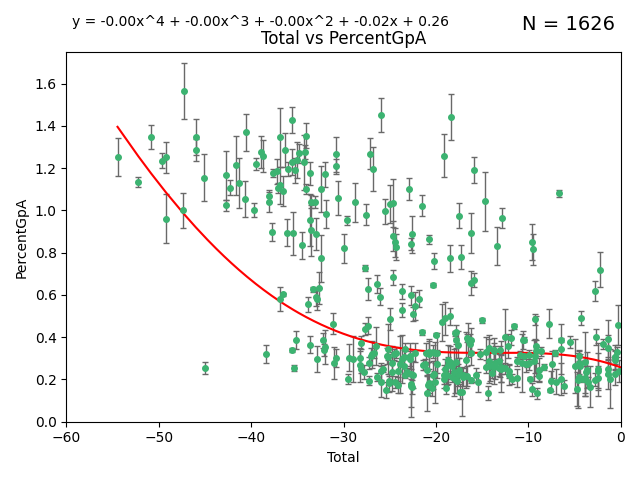 y = -0.00x^4 + -0.00x^3 + -0.00x^2 + -0.02x + 0.26
N = 1626
Total vs PercentGpA
PercentGpA
1.6
1.4
1.2
1.0
0.8
0.6
0.4
0.2
0.0
−60 −50 −40 −30 −20 −10 0
Total